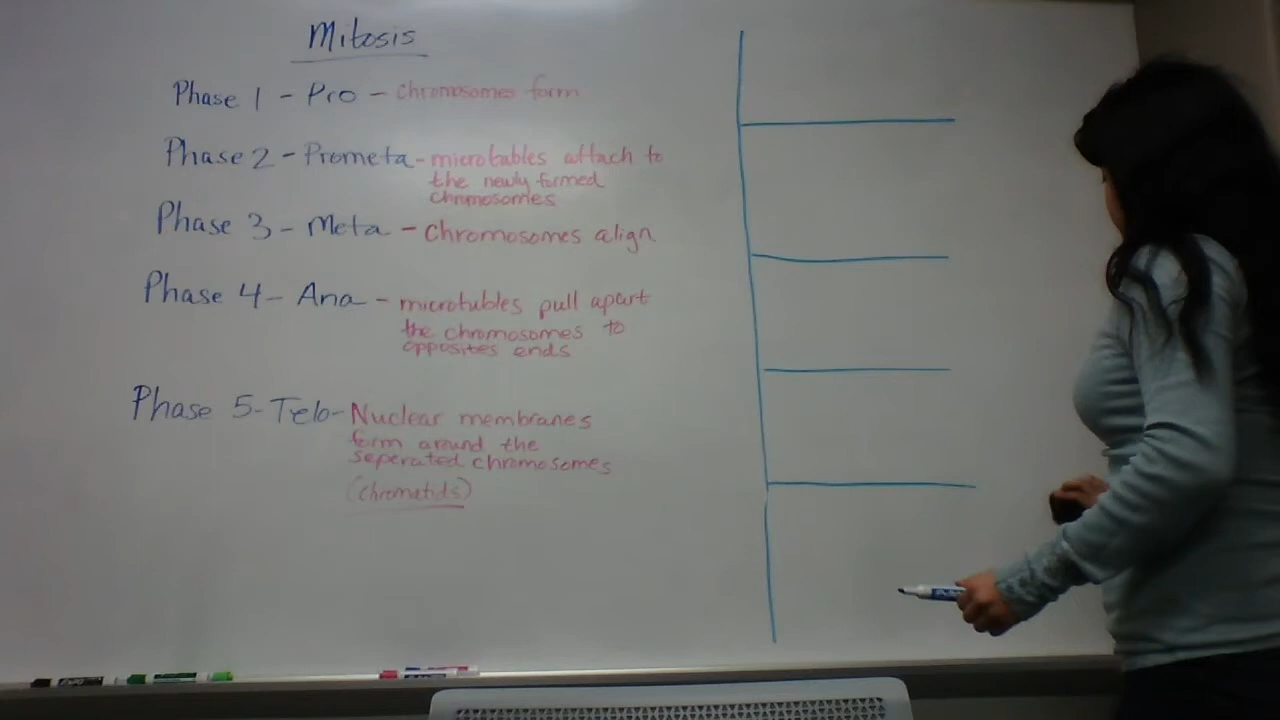 Mitosis
Phase 1 - Pro - chromosomes form
Phase 2 - Prometa - microtubles attach to
the newly formed
chromosomes
Phase 3 - Meta - chromosomes align
Phase 4 - Ana - microtubles pull apart
the chromosomes to
opposites ends
Phase 5 - Telo - Nuclear membranes
form around the
seperated chromosomes
(chromatids)